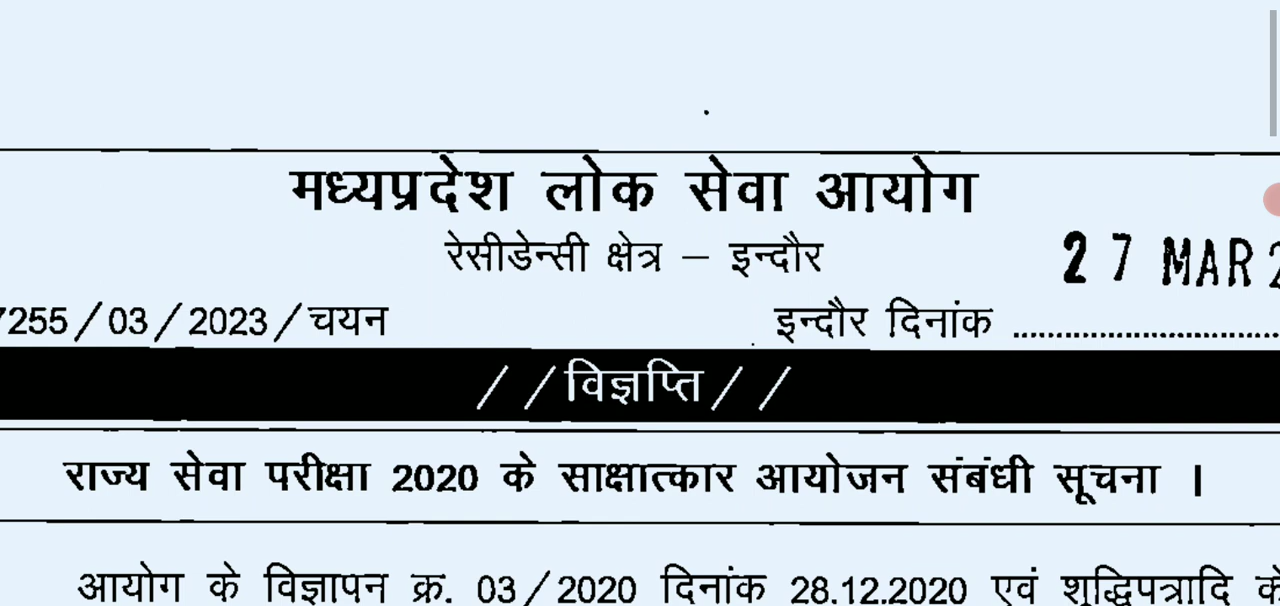 मध्यप्रदेश लोक सेवा आयोग
रेसीडेन्सी क्षेत्र – इन्दौर
27 MAR
7255/03/2023/चयन इन्दौर दिनांक ..............................
//विज्ञप्ति//
राज्य सेवा परीक्षा 2020 के साक्षात्कार आयोजन संबंधी सूचना ।
आयोग के विज्ञापन क्र. 03/2020 दिनांक 28.12.2020 एवं शुद्धिपत्रादि के